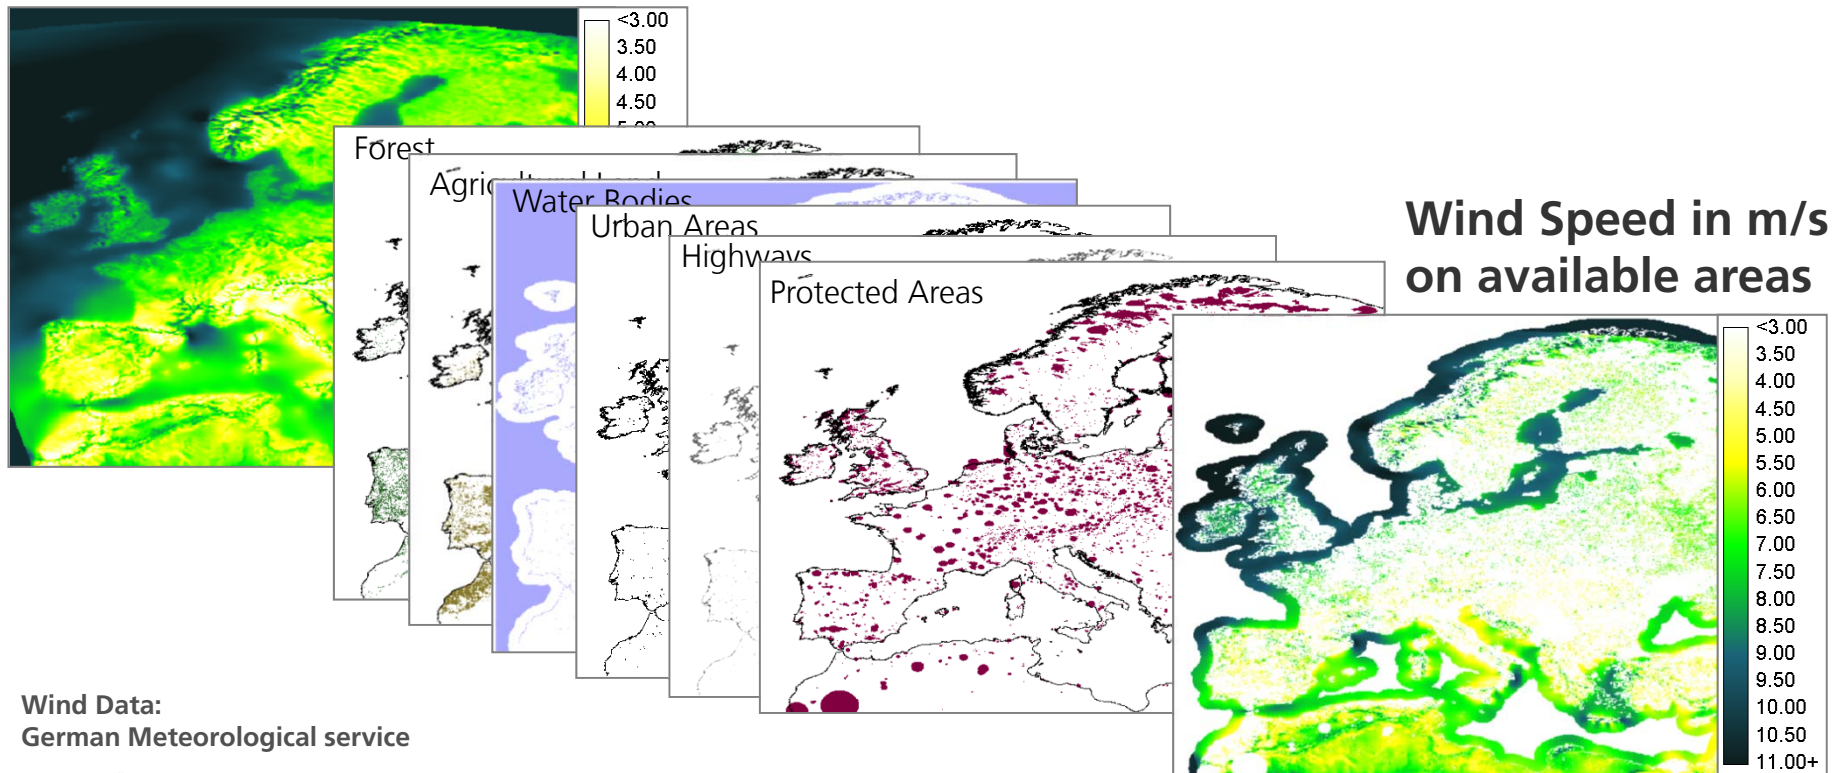 <3.00
3.50
4.00
4.50
Forest
Agricultural Land
Water Bodies
Urban Areas
Highways
Protected Areas
Wind Speed in m/s
on available areas
<3.00
3.50
4.00
4.50
5.00
5.50
6.00
6.50
7.00
7.50
8.00
8.50
9.00
9.50
10.00
10.50
11.00+
Wind Data:
German Meteorological service